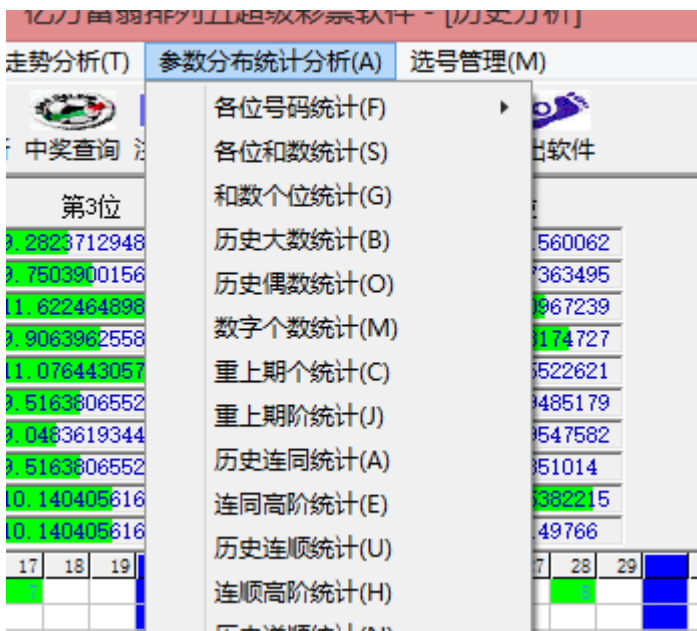 亿万富翁排列五超级彩票软件 - [历史分析]
走势分析(T) 参数分布统计分析(A) 选号管理(M)
中奖查询
出软件
各位号码统计(F)
各位和数统计(S)
和数个位统计(G)
历史大数统计(B)
历史偶数统计(O)
数字个数统计(M)
重上期个统计(C)
重上期阶统计(J)
历史连同统计(A)
连同高阶统计(E)
历史连顺统计(U)
连顺高阶统计(H)
第3位
9.2823712948 .560062
9.7503900156 7363495
11.622464898 0967239
9.9063962558 3174727
11.076443057 5522621
9.5163806552 9485179
9.0483619344 9547582
9.5163806552 351014
10.140405616 5382215
10.140405616 .49766
17 18 19 27 28 29
7 8